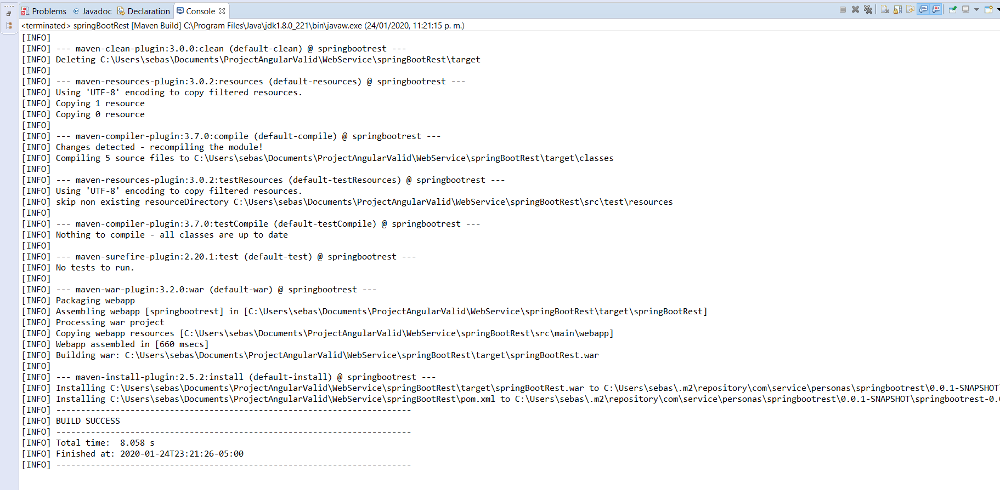 Problems @ Javadoc Declaration Console
<terminated> springBootRest [Maven Build] C:\Program Files\Java\jdk1.8.0_221\bin\javaw.exe (24/01/2020, 11:21:15 p. m.)
[INFO]
[INFO] --- maven-clean-plugin:3.0.0:clean (default-clean) @ springbootrest ---
[INFO] Deleting C:\Users\sebas\Documents\ProjectAngularValid\WebService\springBootRest\target
[INFO]
[INFO] --- maven-resources-plugin:3.0.2:resources (default-resources) @ springbootrest ---
[INFO] Using 'UTF-8' encoding to copy filtered resources.
[INFO] Copying 1 resource
[INFO] Copying 0 resource
[INFO]
[INFO] --- maven-compiler-plugin:3.7.0:compile (default-compile) @ springbootrest ---
[INFO] Changes detected - recompiling the module!
[INFO] Compiling 5 source files to C:\Users\sebas\Documents\ProjectAngularValid\WebService\springBootRest\target\classes
[INFO]
[INFO] --- maven-resources-plugin:3.0.2:testResources (default-testResources) @ springbootrest ---
[INFO] Using 'UTF-8' encoding to copy filtered resources.
[INFO] skip non existing resourceDirectory C:\Users\sebas\Documents\ProjectAngularValid\WebService\springBootRest\src\test\resources
[INFO]
[INFO] --- maven-compiler-plugin:3.7.0:testCompile (default-testCompile) @ springbootrest ---
[INFO] Nothing to compile - all classes are up to date
[INFO]
[INFO] --- maven-surefire-plugin:2.20.1:test (default-test) @ springbootrest ---
[INFO] No tests to run.
[INFO]
[INFO] --- maven-war-plugin:3.2.0:war (default-war) @ springbootrest ---
[INFO] Packaging webapp
[INFO] Assembling webapp [springbootrest] in [C:\Users\sebas\Documents\ProjectAngularValid\WebService\springBootRest\target\springBootRest]
[INFO] Processing war project
[INFO] Copying webapp resources [C:\Users\sebas\Documents\ProjectAngularValid\WebService\springBootRest\src\main\webapp]
[INFO] Webapp assembled in [660 msecs]
[INFO] Building war: C:\Users\sebas\Documents\ProjectAngularValid\WebService\springBootRest\target\springBootRest.war
[INFO]
[INFO] --- maven-install-plugin:2.5.2:install (default-install) @ springbootrest ---
[INFO] Installing C:\Users\sebas\Documents\ProjectAngularValid\WebService\springBootRest\target\springBootRest.war to C:\Users\sebas\.m2\repository\com\service\personas\springbootrest\0.0.1-SNAPSHOT
[INFO] Installing C:\Users\sebas\Documents\ProjectAngularValid\WebService\springBootRest\pom.xml to C:\Users\sebas\.m2\repository\com\service\personas\springbootrest\0.0.1-SNAPSHOT\springbootrest-0.0
[INFO] ------------------------------------------------------------------------
[INFO] BUILD SUCCESS
[INFO] ------------------------------------------------------------------------
[INFO] Total time:  8.058 s
[INFO] Finished at: 2020-01-24T23:21:26-05:00
[INFO] ------------------------------------------------------------------------